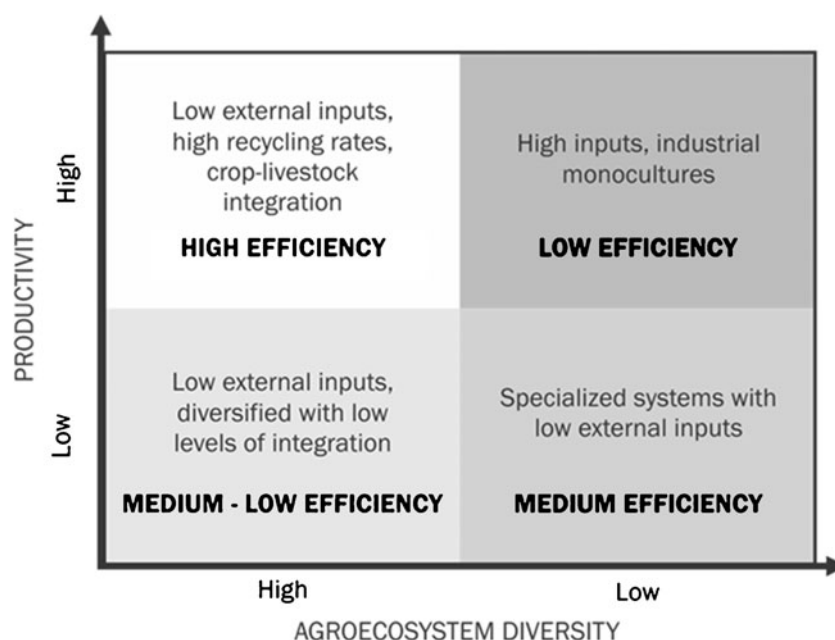 PRODUCTIVITY
High
Low external inputs,
high recycling rates,
crop-livestock
integration
HIGH EFFICIENCY
High inputs, industrial
monocultures
LOW EFFICIENCY
Low
Low external inputs,
diversified with low
levels of integration
MEDIUM - LOW EFFICIENCY
Specialized systems with
low external inputs
MEDIUM EFFICIENCY
High
Low
AGROECOSYSTEM DIVERSITY